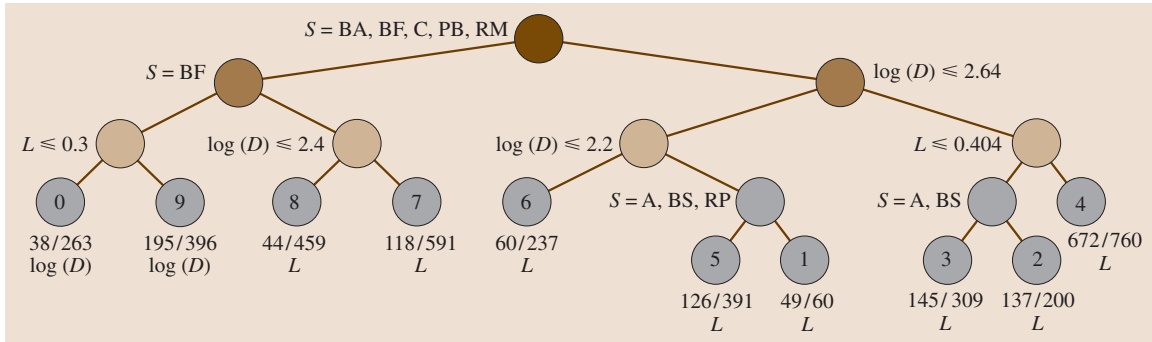 S = BA, BF, C, PB, RM
S = BF
log (D) ⩽ 2.64
L ⩽ 0.3
log (D) ⩽ 2.4
log (D) ⩽ 2.2
L ⩽ 0.404
0
9
8
7
6
S = A, BS, RP
S = A, BS
4
38/263
log (D)
195/396
log (D)
44/459
L
118/591
L
60/237
L
672/760
L
5
1
3
2
126/391
L
49/60
L
145/309
L
137/200
L